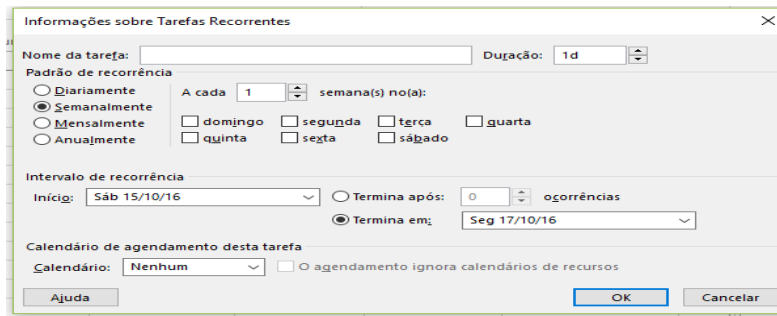 Informações sobre Tarefas Recorrentes
Nome da tarefa: Duração: 1d
Padrão de recorrência
Diariamente A cada 1 semana(s) no(a):
Semanalmente
Mensalmente domingo segunda terça quarta
Anualmente quinta sexta sábado
Intervalo de recorrência
Início: Sáb 15/10/16 Termina após: 0 ocorrências
Termina em: Seg 17/10/16
Calendário de agendamento desta tarefa
Calendário: Nenhum O agendamento ignora calendários de recursos
Ajuda OK Cancelar